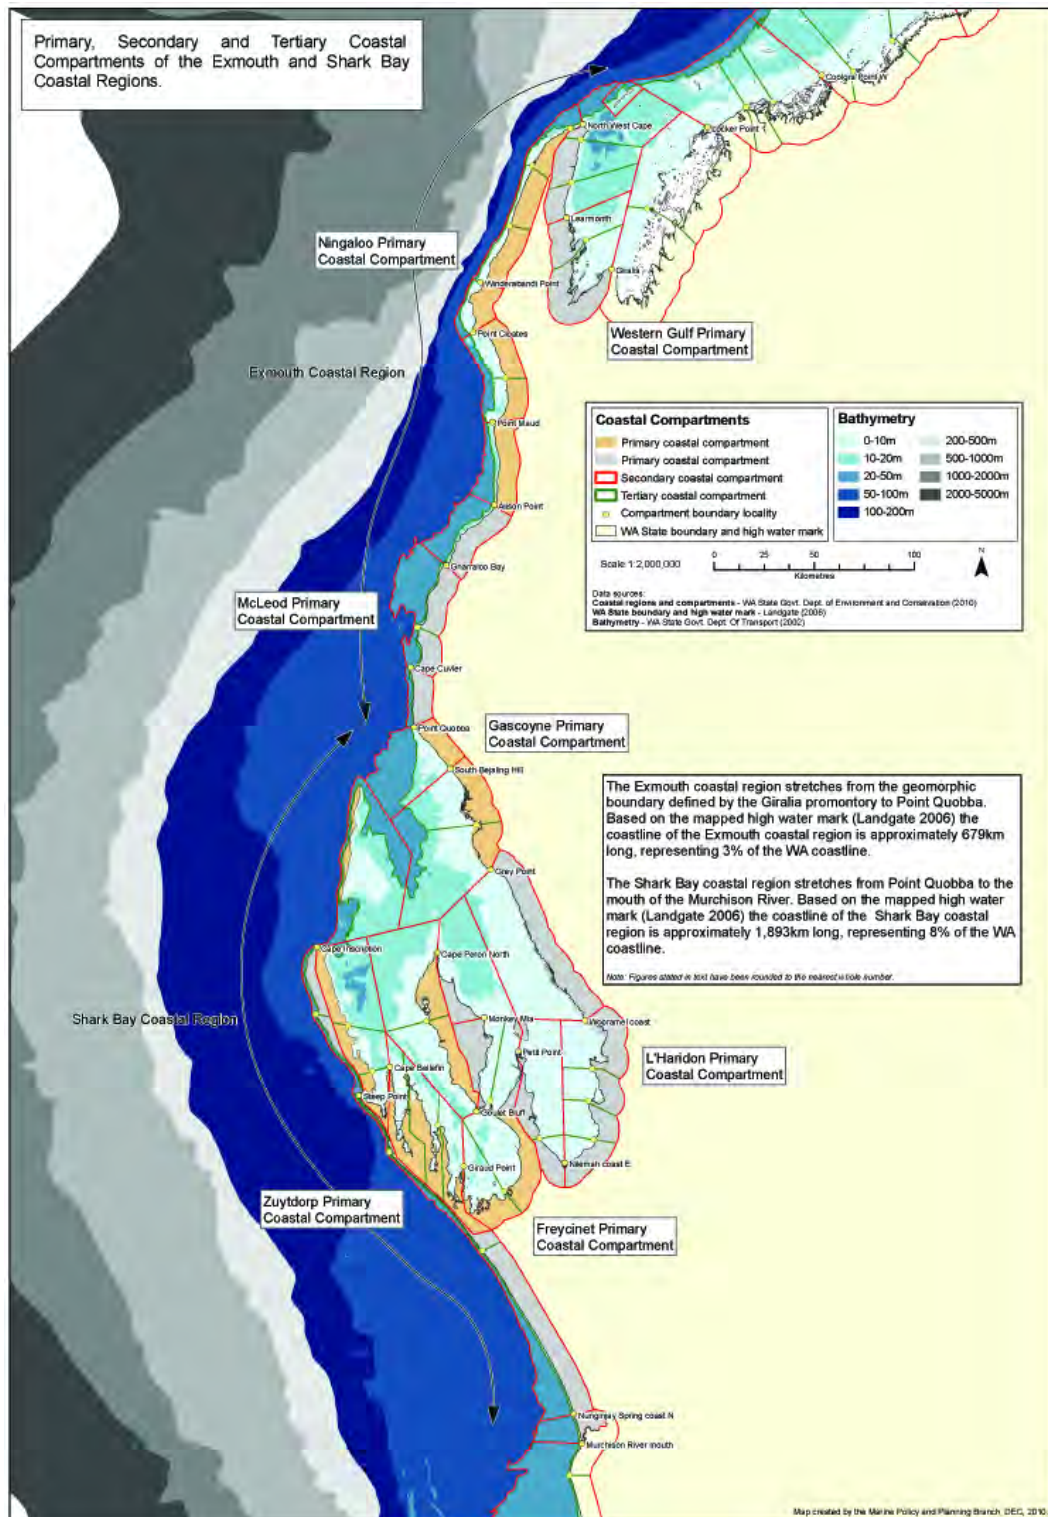 Primary, Secondary and Tertiary Coastal
Compartments of the Exmouth and Shark Bay
Coastal Regions.
Coolgra Point W
North West Cape
Locker Point
Learmonth
Ningaloo Primary
Coastal Compartment
Giralia
Winderabandi Point
Point Cloates
Western Gulf Primary
Coastal Compartment
Exmouth Coastal Region
Point Maud
Coastal Compartments
Primary coastal compartment
Primary coastal compartment
Secondary coastal compartment
Tertiary coastal compartment
Compartment boundary locality
WA State boundary and high water mark
Bathymetry
0-10m
10-20m
20-50m
50-100m
100-200m
200-500m
500-1000m
1000-2000m
2000-5000m
Scale 1:2,000,000
0 25 50 100
Kilometres
N
Data sources:
Coastal regions and compartments - WA State Govt. Dept. of Environment and Conservation (2010)
WA State boundary and high water mark - Landgate (2006)
Bathymetry - WA State Govt. Dept. Of Transport (2002)
Alison Point
Gnarraloo Bay
McLeod Primary
Coastal Compartment
Cape Cuvier
Point Quobba
Gascoyne Primary
Coastal Compartment
South Bejaling Hill
The Exmouth coastal region stretches from the geomorphic
boundary defined by the Giralia promontory to Point Quobba.
Based on the mapped high water mark (Landgate 2006) the
coastline of the Exmouth coastal region is approximately 679km
long, representing 3% of the WA coastline.
The Shark Bay coastal region stretches from Point Quobba to the
mouth of the Murchison River. Based on the mapped high water
mark (Landgate 2006) the coastline of the Shark Bay coastal
region is approximately 1,893km long, representing 8% of the WA
coastline.
Note: Figures stated in text have been rounded to the nearest whole number.
Grey Point
Cape Inscription
Cape Peron North
Shark Bay Coastal Region
Monkey Mia
Wooramel coast
Petit Point
L'Haridon Primary
Coastal Compartment
Cape Bellefin
Steep Point
Goulet Bluff
Giraud Point
Nilemah coast E
Zuytdorp Primary
Coastal Compartment
Freycinet Primary
Coastal Compartment
Nunginjay Spring coast N
Murchison River mouth
Map created by the Marine Policy and Planning Branch, DEC, 2010